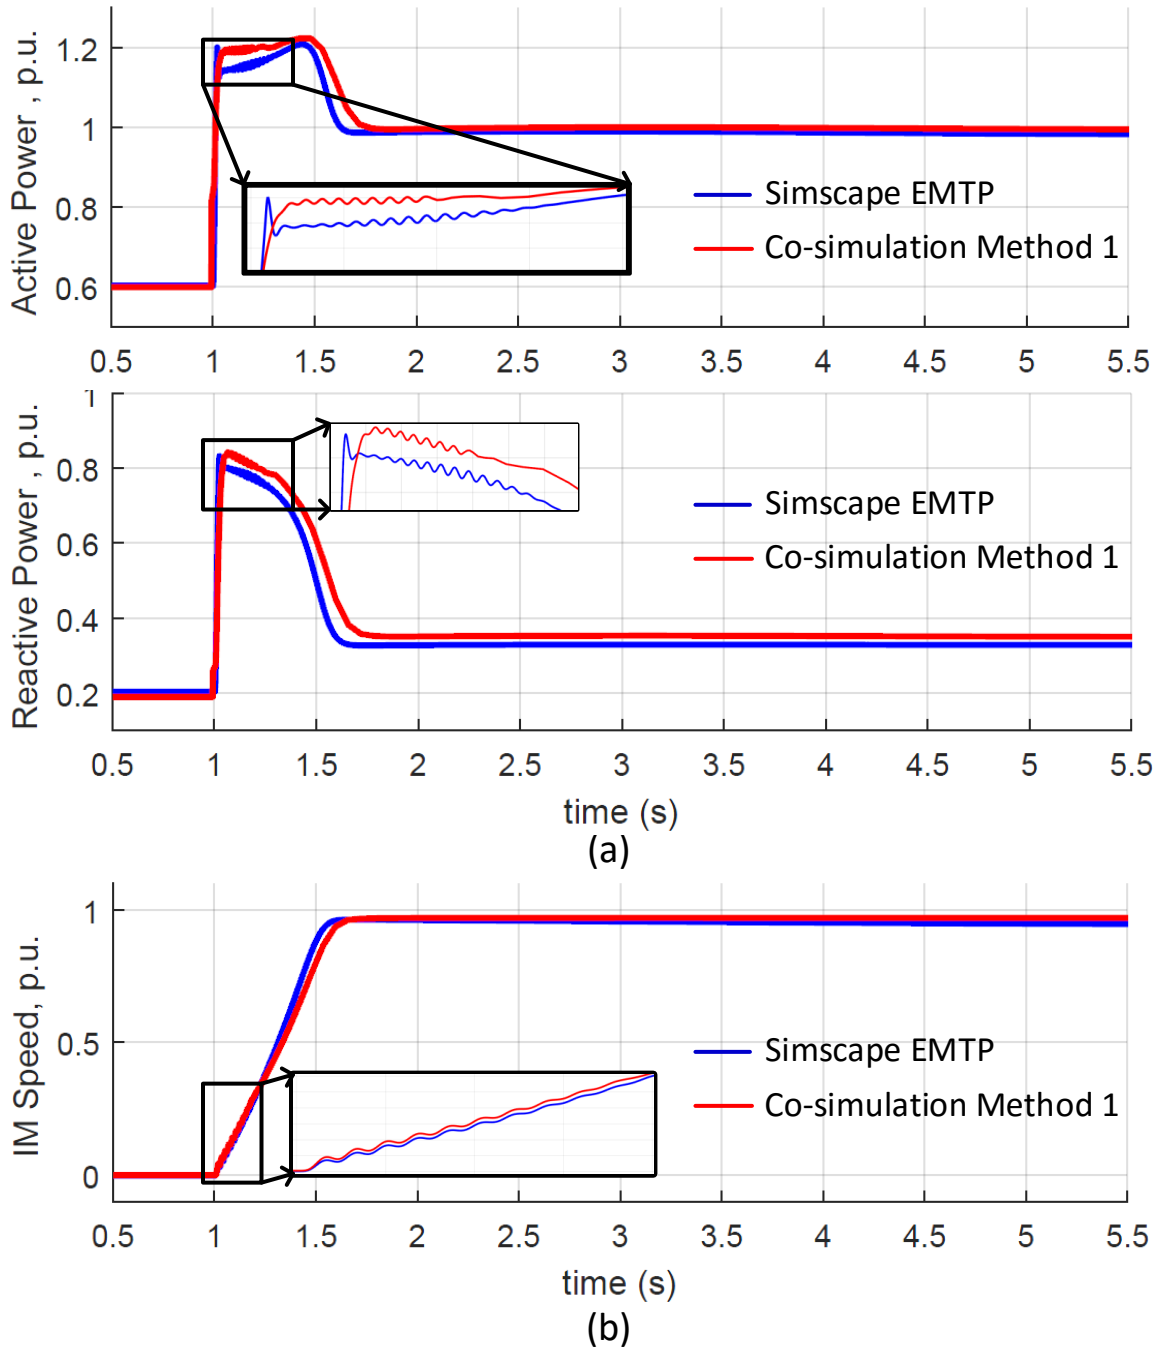 Active Power , p.u.
1.2
1
0.8
0.6
Simscape EMTP
Co-simulation Method 1
0.5 1 1.5 2 2.5 3 3.5 4 4.5 5 5.5
Reactive Power , p.u.
1
0.8
0.6
0.4
0.2
Simscape EMTP
Co-simulation Method 1
0.5 1 1.5 2 2.5 3 3.5 4 4.5 5 5.5
time (s)
(a)
IM Speed, p.u.
1
0.5
0
Simscape EMTP
Co-simulation Method 1
0.5 1 1.5 2 2.5 3 3.5 4 4.5 5 5.5
time (s)
(b)